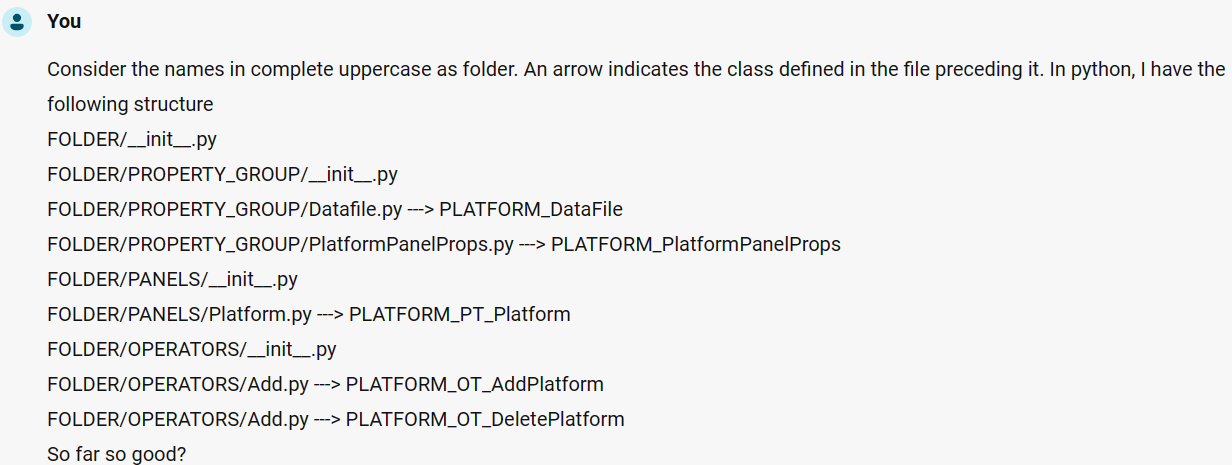 You
Consider the names in complete uppercase as folder. An arrow indicates the class defined in the file preceding it. In python, I have the
following structure
FOLDER/__init__.py
FOLDER/PROPERTY_GROUP/__init__.py
FOLDER/PROPERTY_GROUP/Datafile.py ---> PLATFORM_DataFile
FOLDER/PROPERTY_GROUP/PlatformPanelProps.py ---> PLATFORM_PlatformPanelProps
FOLDER/PANELS/__init__.py
FOLDER/PANELS/Platform.py ---> PLATFORM_PT_Platform
FOLDER/OPERATORS/__init__.py
FOLDER/OPERATORS/Add.py ---> PLATFORM_OT_AddPlatform
FOLDER/OPERATORS/Add.py ---> PLATFORM_OT_DeletePlatform
So far so good?